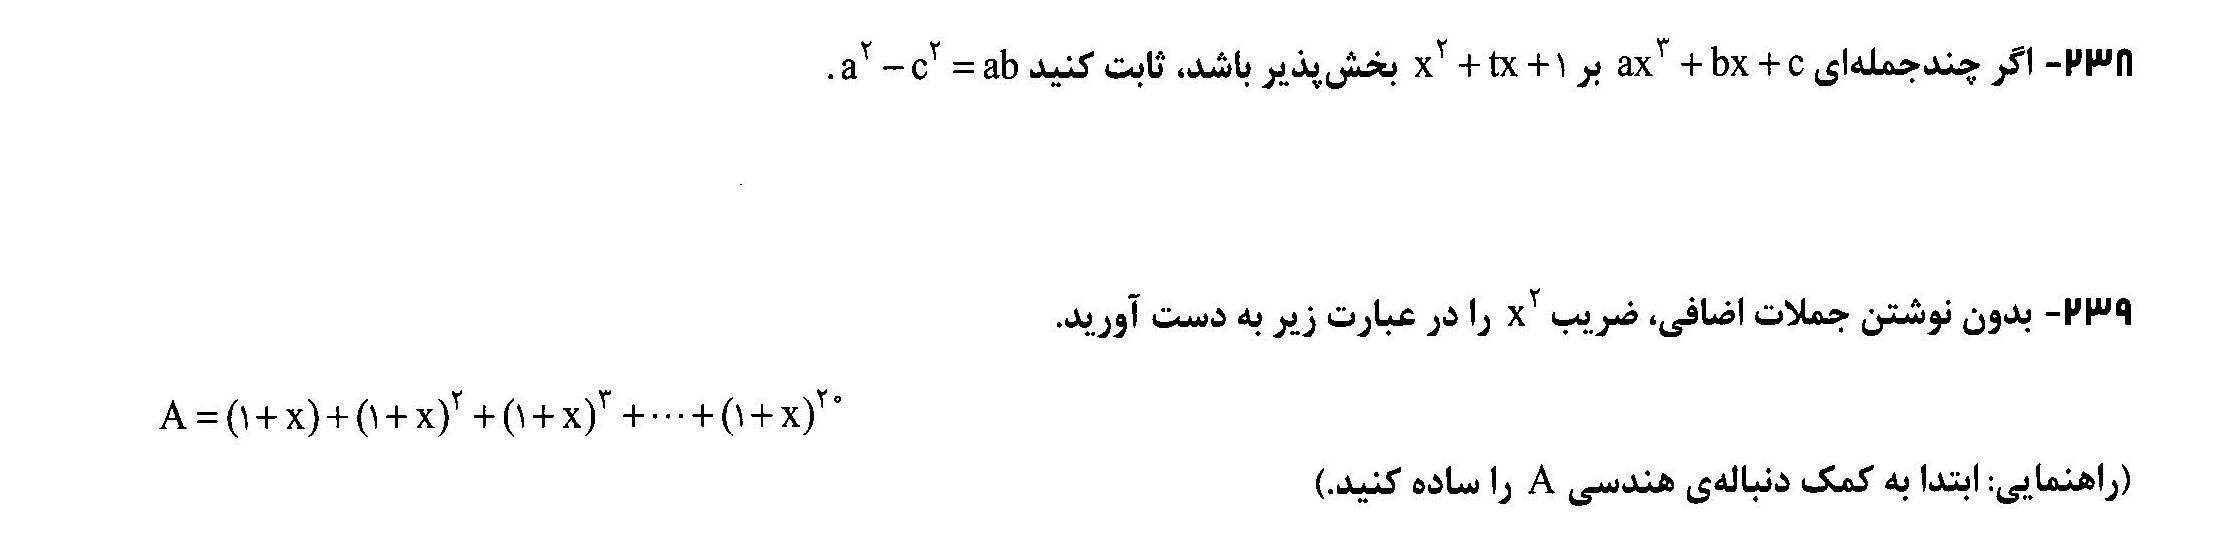 ۲۳۸- اگر چندجمله‌ای ax^۳ + bx + c بر x^۲ + tx + ۱ بخش‌پذیر باشد، ثابت کنید a^۲ - c^۲ = ab.
۲۳۹- بدون نوشتن جملات اضافی، ضریب x^۲ را در عبارت زیر به دست آورید.
A = (۱ + x) + (۱ + x)^۲ + (۱ + x)^۳ + ⋯ + (۱ + x)^۲۰
(راهنمایی: ابتدا به کمک دنباله‌ی هندسی A را ساده کنید.)